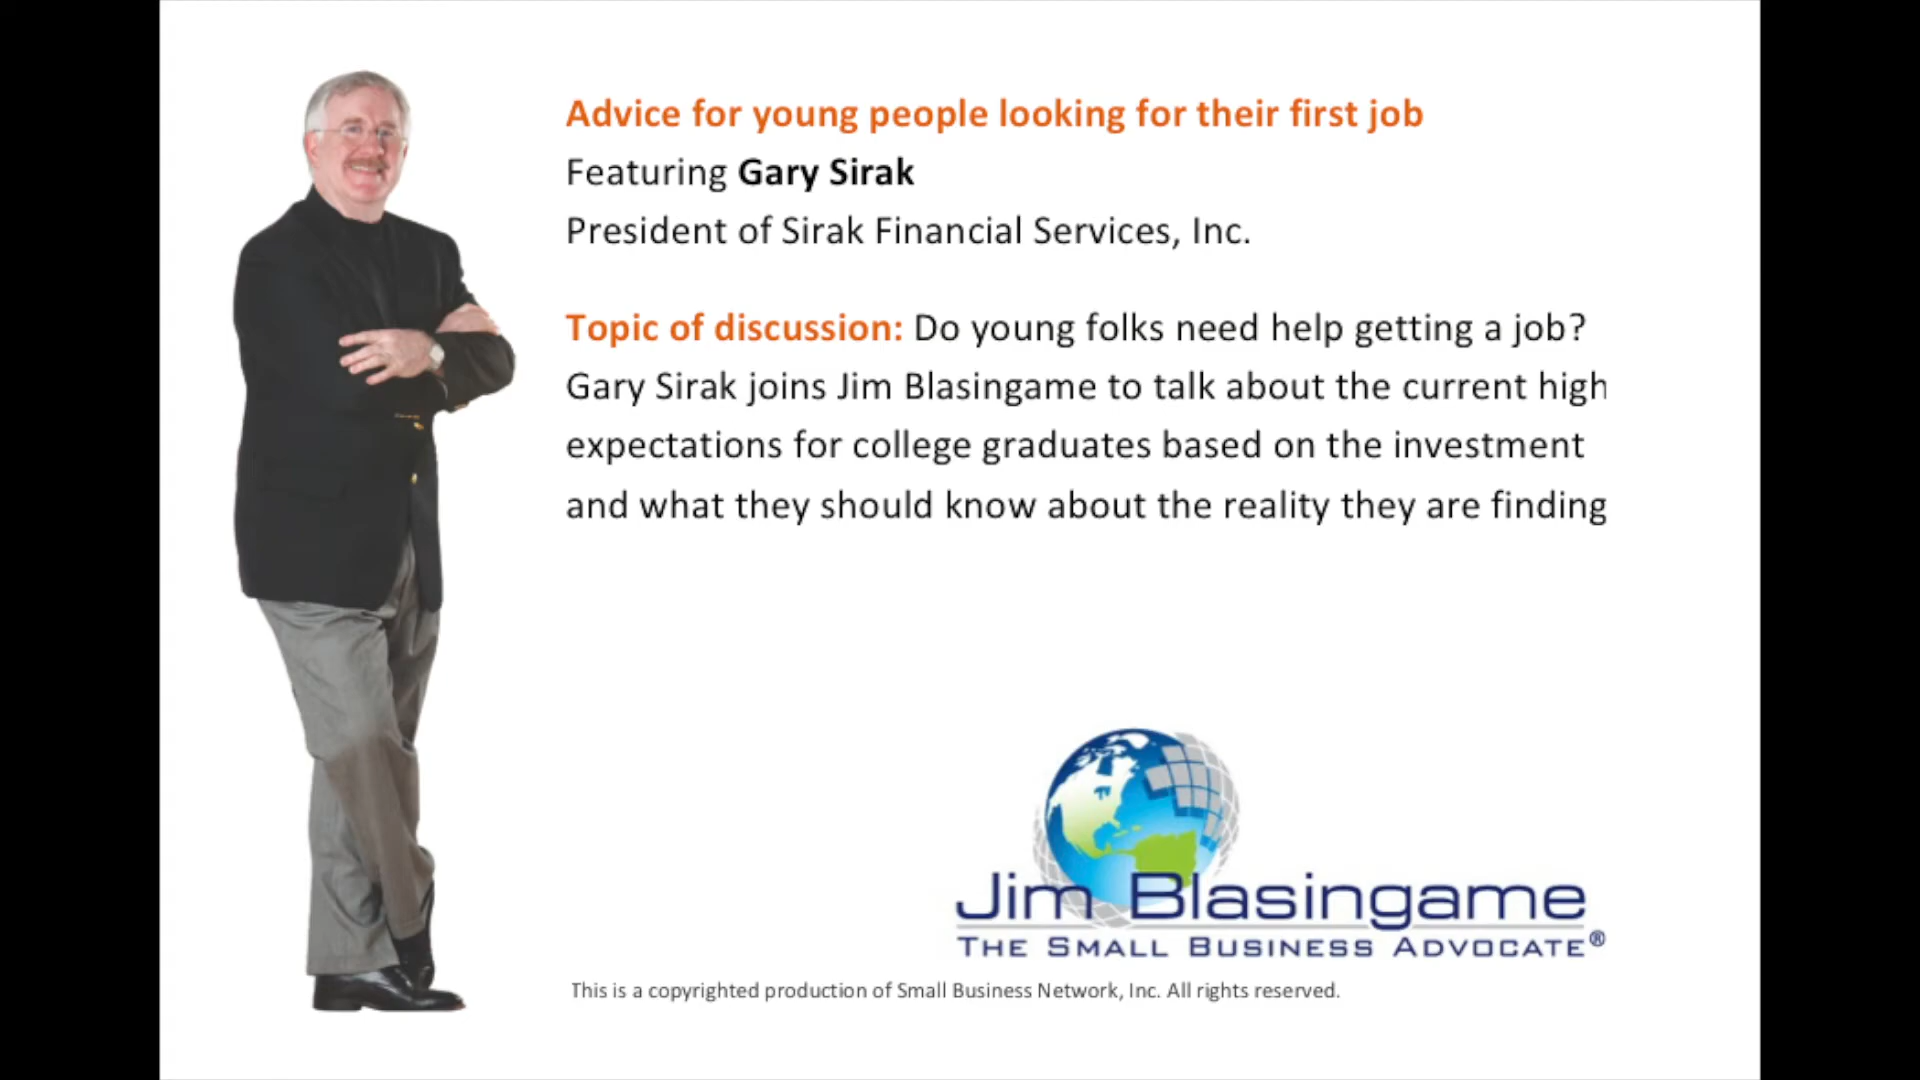 Advice for young people looking for their first job
Featuring Gary Sirak
President of Sirak Financial Services, Inc.
Topic of discussion: Do young folks need help getting a job?
Gary Sirak joins Jim Blasingame to talk about the current high
expectations for college graduates based on the investment
and what they should know about the reality they are finding
Jim Blasingame
THE SMALL BUSINESS ADVOCATE®
This is a copyrighted production of Small Business Network, Inc. All rights reserved.